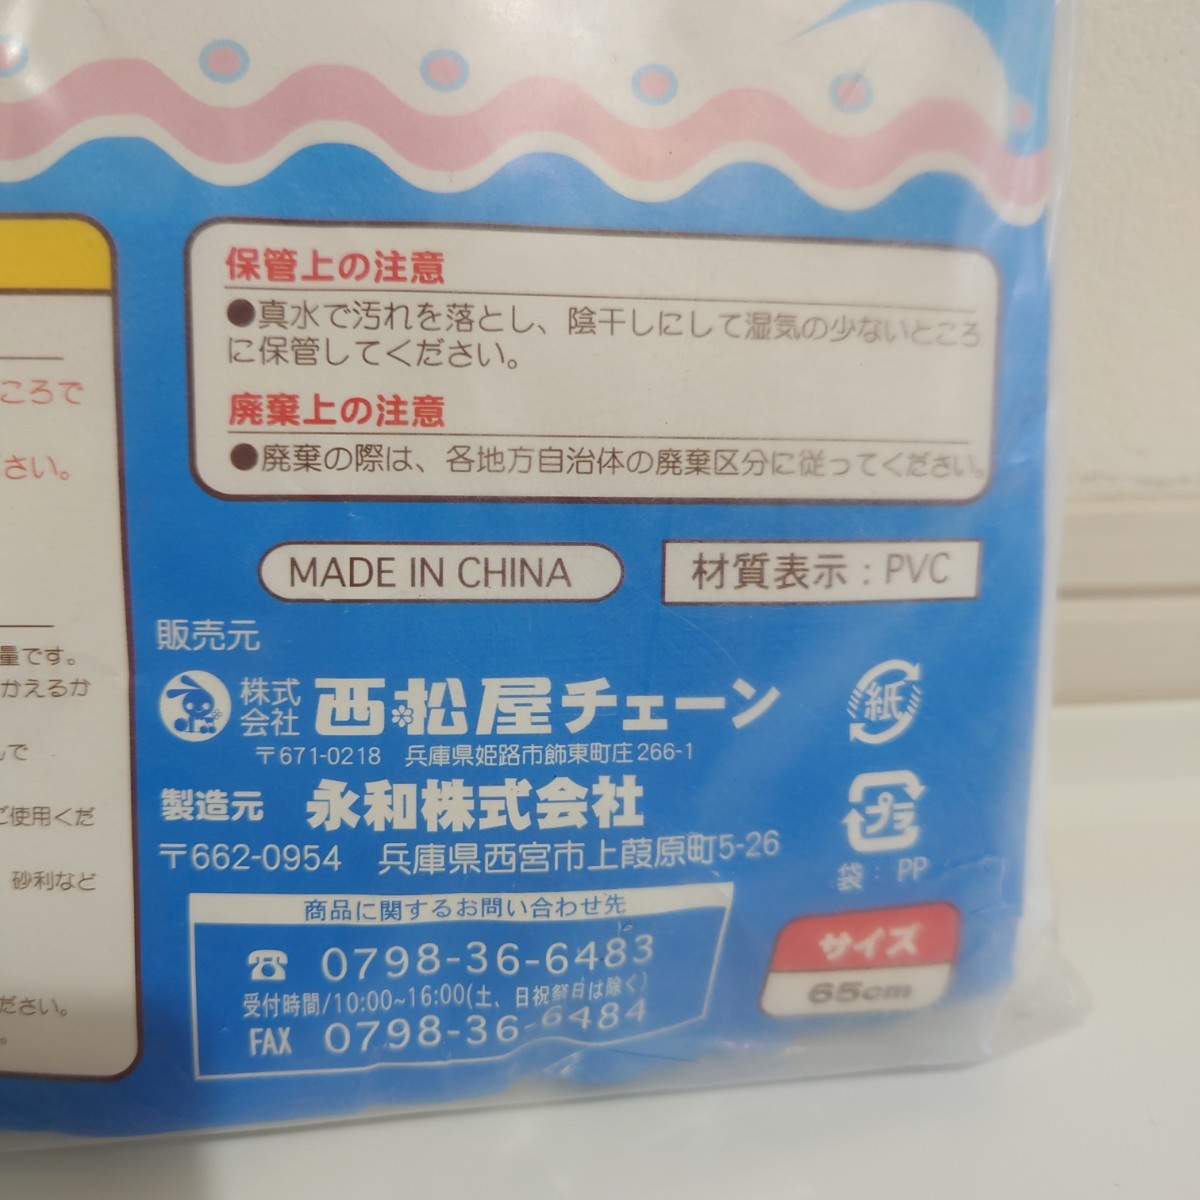 ころで
さい。
量です。
かえるか
で
ご使用くだ
砂利など
ださい。
保管上の注意
●真水で汚れを落とし、陰干しにして湿気の少ないところ
に保管してください。
廃棄上の注意
●廃棄の際は、各地方自治体の廃棄区分に従ってください。
MADE IN CHINA
材質表示：PVC
販売元
株式会社 西松屋チェーン
〒671-0218 兵庫県姫路市飾東町庄266-1
製造元 永和株式会社
〒662-0954 兵庫県西宮市上葭原町5-26
紙
プラ
袋：PP
商品に関するお問い合わせ先
☎ 0798-36-6483
受付時間/10:00~16:00(土、日祝祭日は除く)
FAX 0798-36-6484
サイズ
65cm